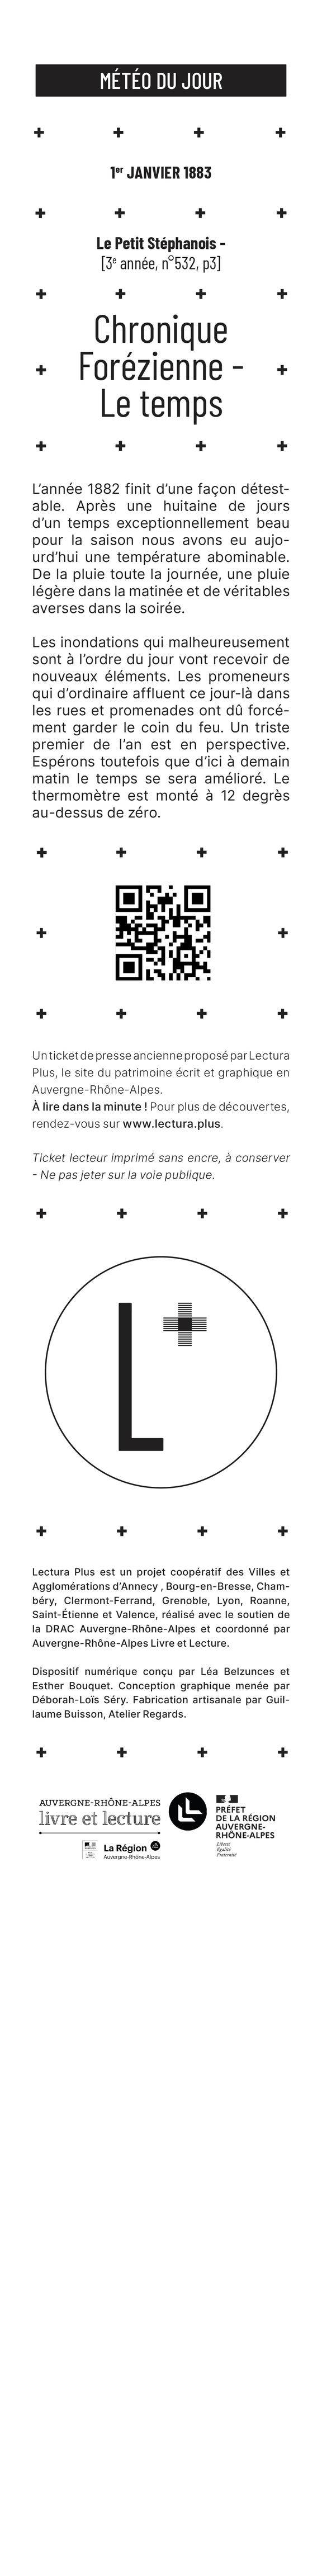 MÉTÉO DU JOUR
1er JANVIER 1883
Le Petit Stéphanois -
[3e année, n°532, p3]
Chronique
Forézienne -
Le temps
L’année 1882 finit d’une façon détest-
able. Après une huitaine de jours
d’un temps exceptionnellement beau
pour la saison nous avons eu aujo-
urd’hui une température abominable.
De la pluie toute la journée, une pluie
légère dans la matinée et de véritables
averses dans la soirée.
Les inondations qui malheureusement
sont à l’ordre du jour vont recevoir de
nouveaux éléments. Les promeneurs
qui d’ordinaire affluent ce jour-là dans
les rues et promenades ont dû forcé-
ment garder le coin du feu. Un triste
premier de l’an est en perspective.
Espérons toutefois que d’ici à demain
matin le temps se sera amélioré. Le
thermomètre est monté à 12 degrès
au-dessus de zéro.
Un ticket de presse ancienne proposé par Lectura
Plus, le site du patrimoine écrit et graphique en
Auvergne-Rhône-Alpes.
À lire dans la minute ! Pour plus de découvertes,
rendez-vous sur www.lectura.plus.
Ticket lecteur imprimé sans encre, à conserver
- Ne pas jeter sur la voie publique.
L+
Lectura Plus est un projet coopératif des Villes et
Agglomérations d’Annecy , Bourg-en-Bresse, Cham-
béry, Clermont-Ferrand, Grenoble, Lyon, Roanne,
Saint-Étienne et Valence, réalisé avec le soutien de
la DRAC Auvergne-Rhône-Alpes et coordonné par
Auvergne-Rhône-Alpes Livre et Lecture.
Dispositif numérique conçu par Léa Belzunces et
Esther Bouquet. Conception graphique menée par
Déborah-Loïs Séry. Fabrication artisanale par Guil-
laume Buisson, Atelier Regards.
AUVERGNE-RHÔNE-ALPES
livre et lecture
La Région
Auvergne-Rhône-Alpes
PRÉFET
DE LA RÉGION
AUVERGNE-
RHÔNE-ALPES
Liberté
Égalité
Fraternité